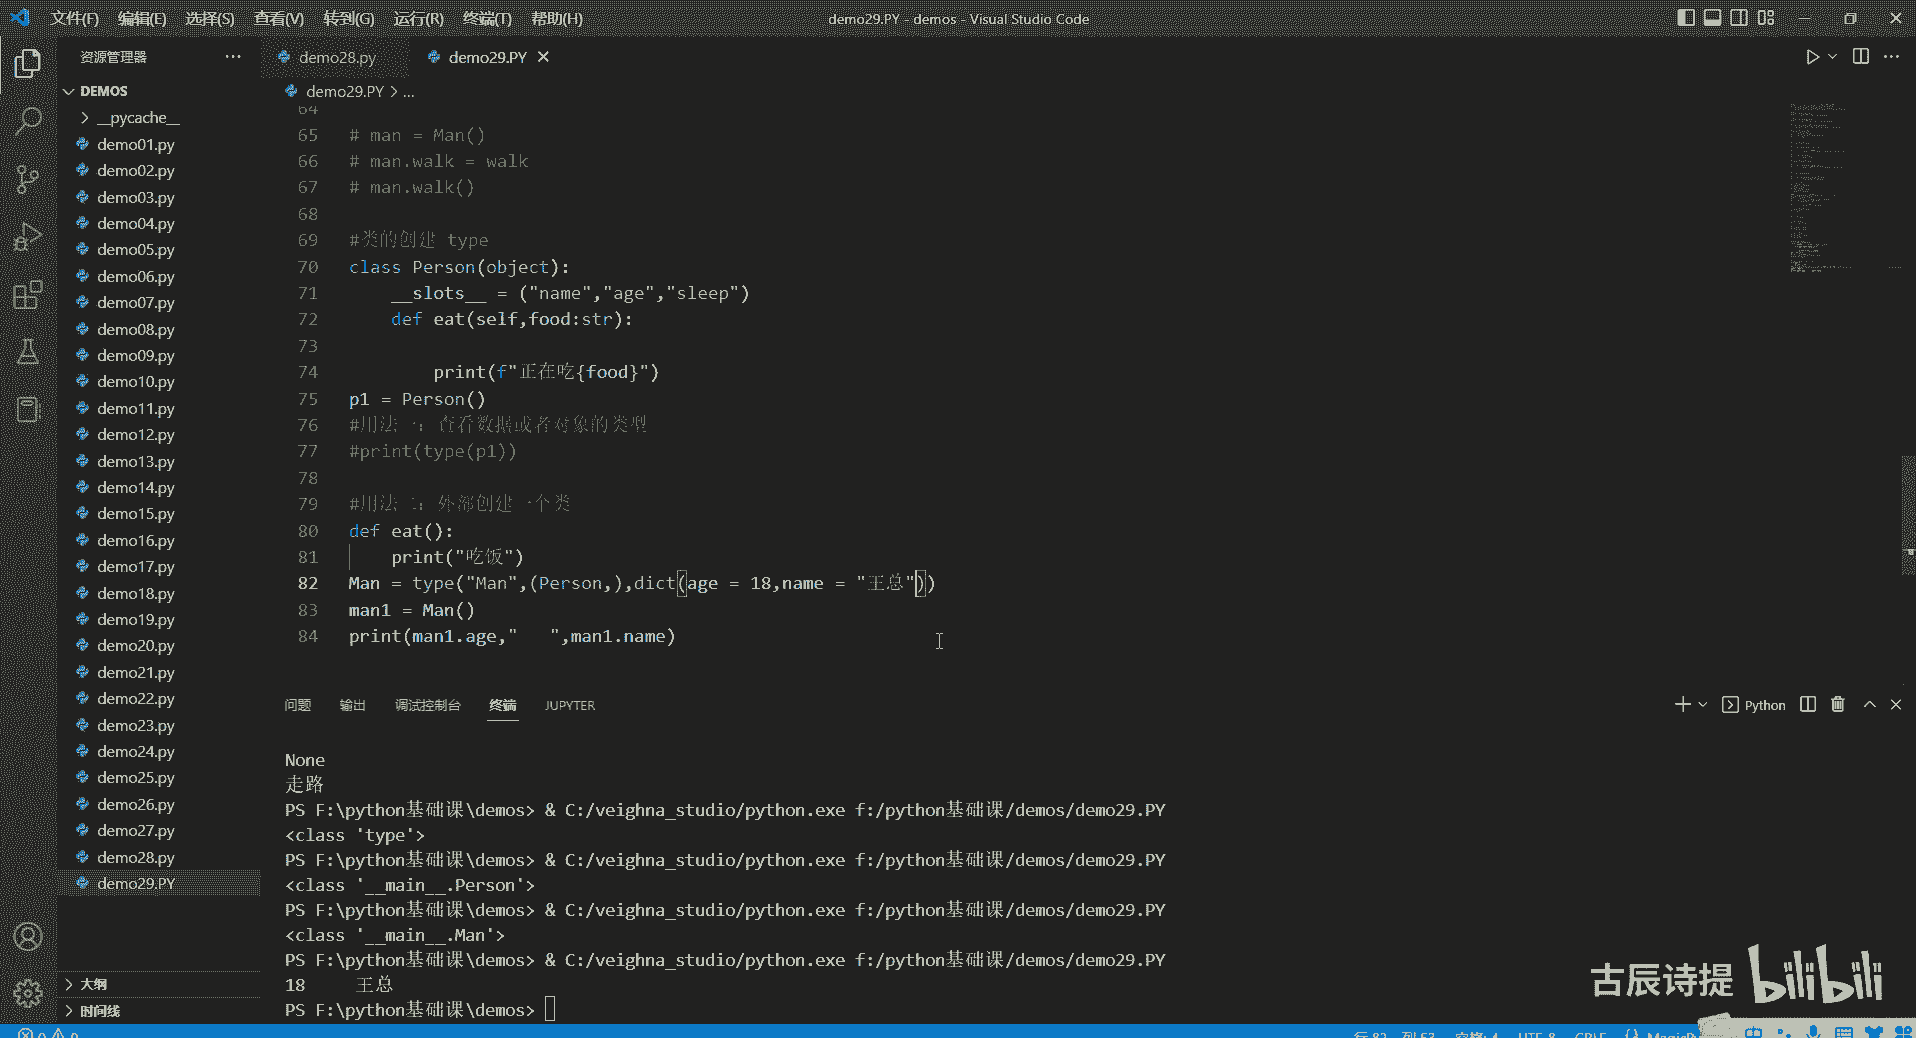 文件(F) 编辑(E) 选择(S) 查看(V) 转到(G) 运行(R) 终端(T) 帮助(H)
demo29.PY - demos - Visual Studio Code
资源管理器 ···
demo28.py
demo29.PY
DEMOS
demo29.PY > ...
__pycache__
demo01.py
demo02.py
demo03.py
demo04.py
demo05.py
demo06.py
demo07.py
demo08.py
demo09.py
demo10.py
demo11.py
demo12.py
demo13.py
demo14.py
demo15.py
demo16.py
demo17.py
demo18.py
demo19.py
demo20.py
demo21.py
demo22.py
demo23.py
demo24.py
demo25.py
demo26.py
demo27.py
demo28.py
demo29.PY
大纲
时间线
64
65 # man = Man()
66 # man.walk = walk
67 # man.walk()
68
69 #类的创建 type
70 class Person(object):
71     __slots__ = ("name","age","sleep")
72     def eat(self,food:str):
73
74         print(f"正在吃{food}")
75 p1 = Person()
76 #用法一：查看数据或者对象的类型
77 #print(type(p1))
78
79 #用法二：外部创建一个类
80 def eat():
81     print("吃饭")
82 Man = type("Man",(Person,),dict(age = 18,name = "王总"))
83 man1 = Man()
84 print(man1.age,"   ",man1.name)
问题 输出 调试控制台 终端 JUPYTER
Python
None
走路
PS F:\python基础课\demos> & C:/veighna_studio/python.exe f:/python基础课/demos/demo29.PY
<class 'type'>
PS F:\python基础课\demos> & C:/veighna_studio/python.exe f:/python基础课/demos/demo29.PY
<class '__main__.Person'>
PS F:\python基础课\demos> & C:/veighna_studio/python.exe f:/python基础课/demos/demo29.PY
<class '__main__.Man'>
PS F:\python基础课\demos> & C:/veighna_studio/python.exe f:/python基础课/demos/demo29.PY
18     王总
PS F:\python基础课\demos>
古辰诗提 bilibili